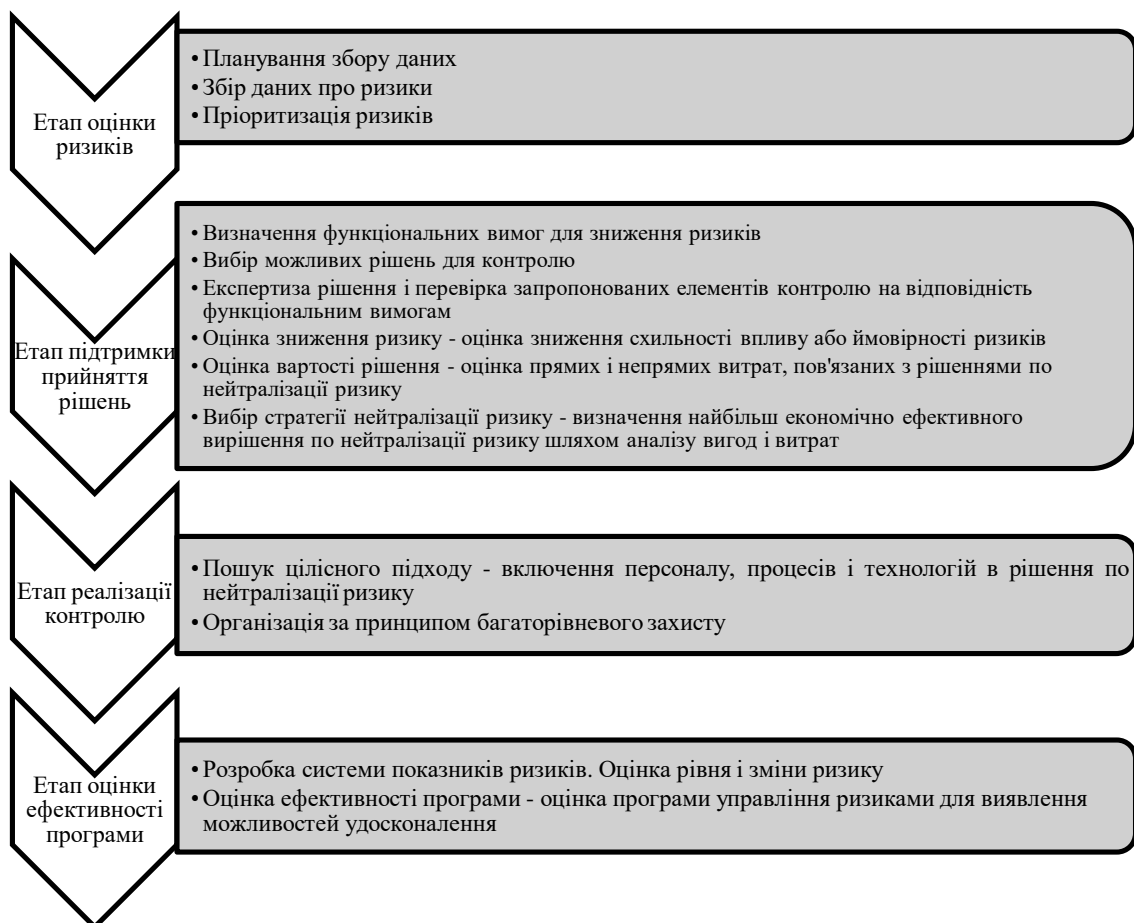 Етап оцінки
ризиків
• Планування збору даних
• Збір даних про ризики
• Пріоритизація ризиків
Етап підтримки
прийняття
рішень
• Визначення функціональних вимог для зниження ризиків
• Вибір можливих рішень для контролю
• Експертиза рішення і перевірка запропонованих елементів контролю на відповідність
функціональним вимогам
• Оцінка зниження ризику - оцінка зниження схильності впливу або ймовірності ризиків
• Оцінка вартості рішення - оцінка прямих і непрямих витрат, пов'язаних з рішеннями по
нейтралізації ризику
• Вибір стратегії нейтралізації ризику - визначення найбільш економічно ефективного
вирішення по нейтралізації ризику шляхом аналізу вигод і витрат
Етап реалізації
контролю
• Пошук цілісного підходу - включення персоналу, процесів і технологій в рішення по
нейтралізації ризику
• Організація за принципом багаторівневого захисту
Етап оцінки
ефективності
програми
• Розробка системи показників ризиків. Оцінка рівня і зміни ризику
• Оцінка ефективності програми - оцінка програми управління ризиками для виявлення
можливостей удосконалення